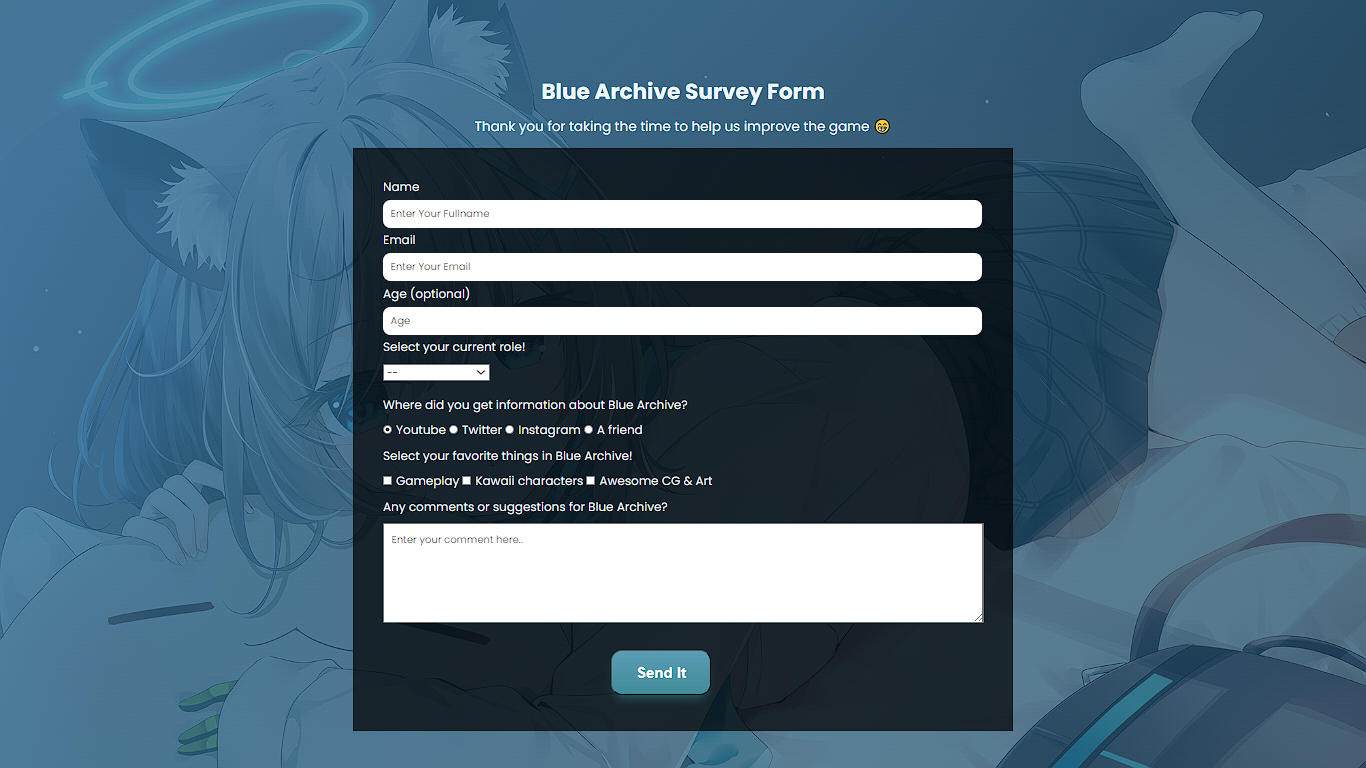 Blue Archive Survey Form
Thank you for taking the time to help us improve the game 😁
Name
Enter Your Fullname
Email
Enter Your Email
Age (optional)
Age
Select your current role!
--
Where did you get information about Blue Archive?
Youtube Twitter Instagram A friend
Select your favorite things in Blue Archive!
Gameplay Kawaii characters Awesome CG & Art
Any comments or suggestions for Blue Archive?
Enter your comment here..
Send It